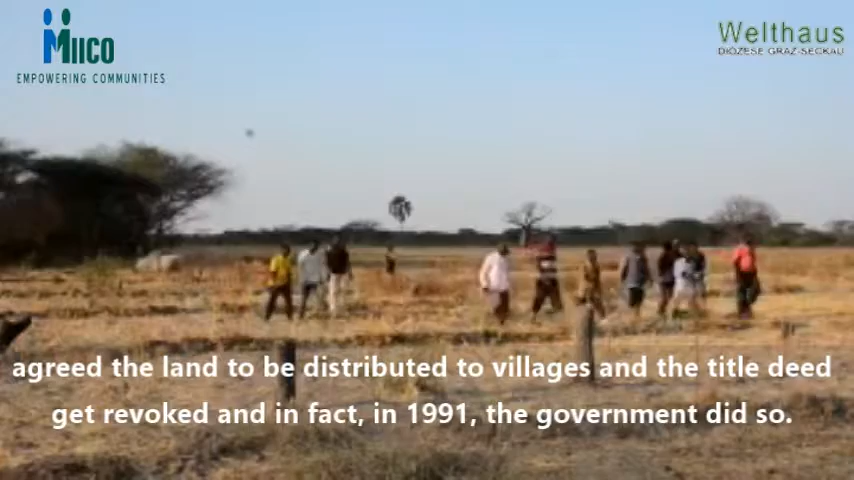 MIICO
EMPOWERING COMMUNITIES
Welthaus
DIÖZESE GRAZ-SECKAU
agreed the land to be distributed to villages and the title deed
get revoked and in fact, in 1991, the government did so.